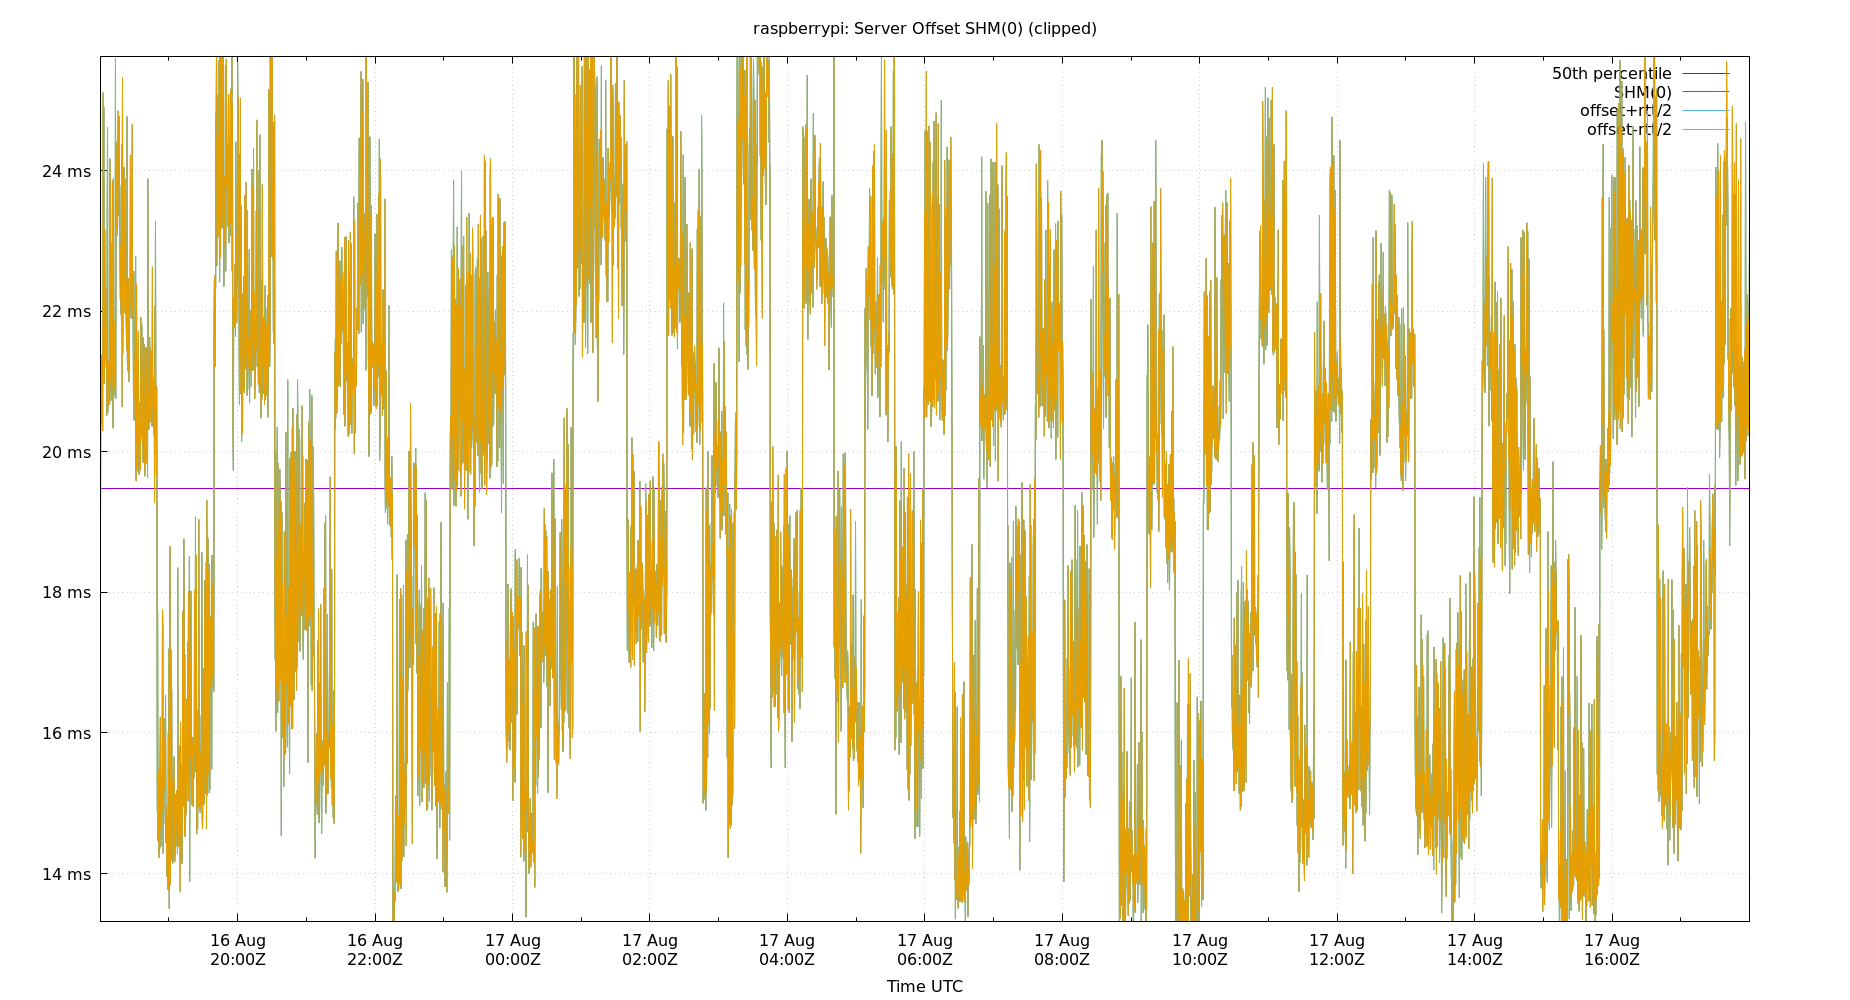 raspberrypi: Server Offset SHM(0) (clipped)
50th percentile
SHM(0)
offset+rtt/2
offset-rtt/2
24 ms
22 ms
20 ms
18 ms
16 ms
14 ms
16 Aug 16 Aug 17 Aug 17 Aug 17 Aug 17 Aug 17 Aug 17 Aug 17 Aug 17 Aug 17 Aug
20:00Z 22:00Z 00:00Z 02:00Z 04:00Z 06:00Z 08:00Z 10:00Z 12:00Z 14:00Z 16:00Z
Time UTC